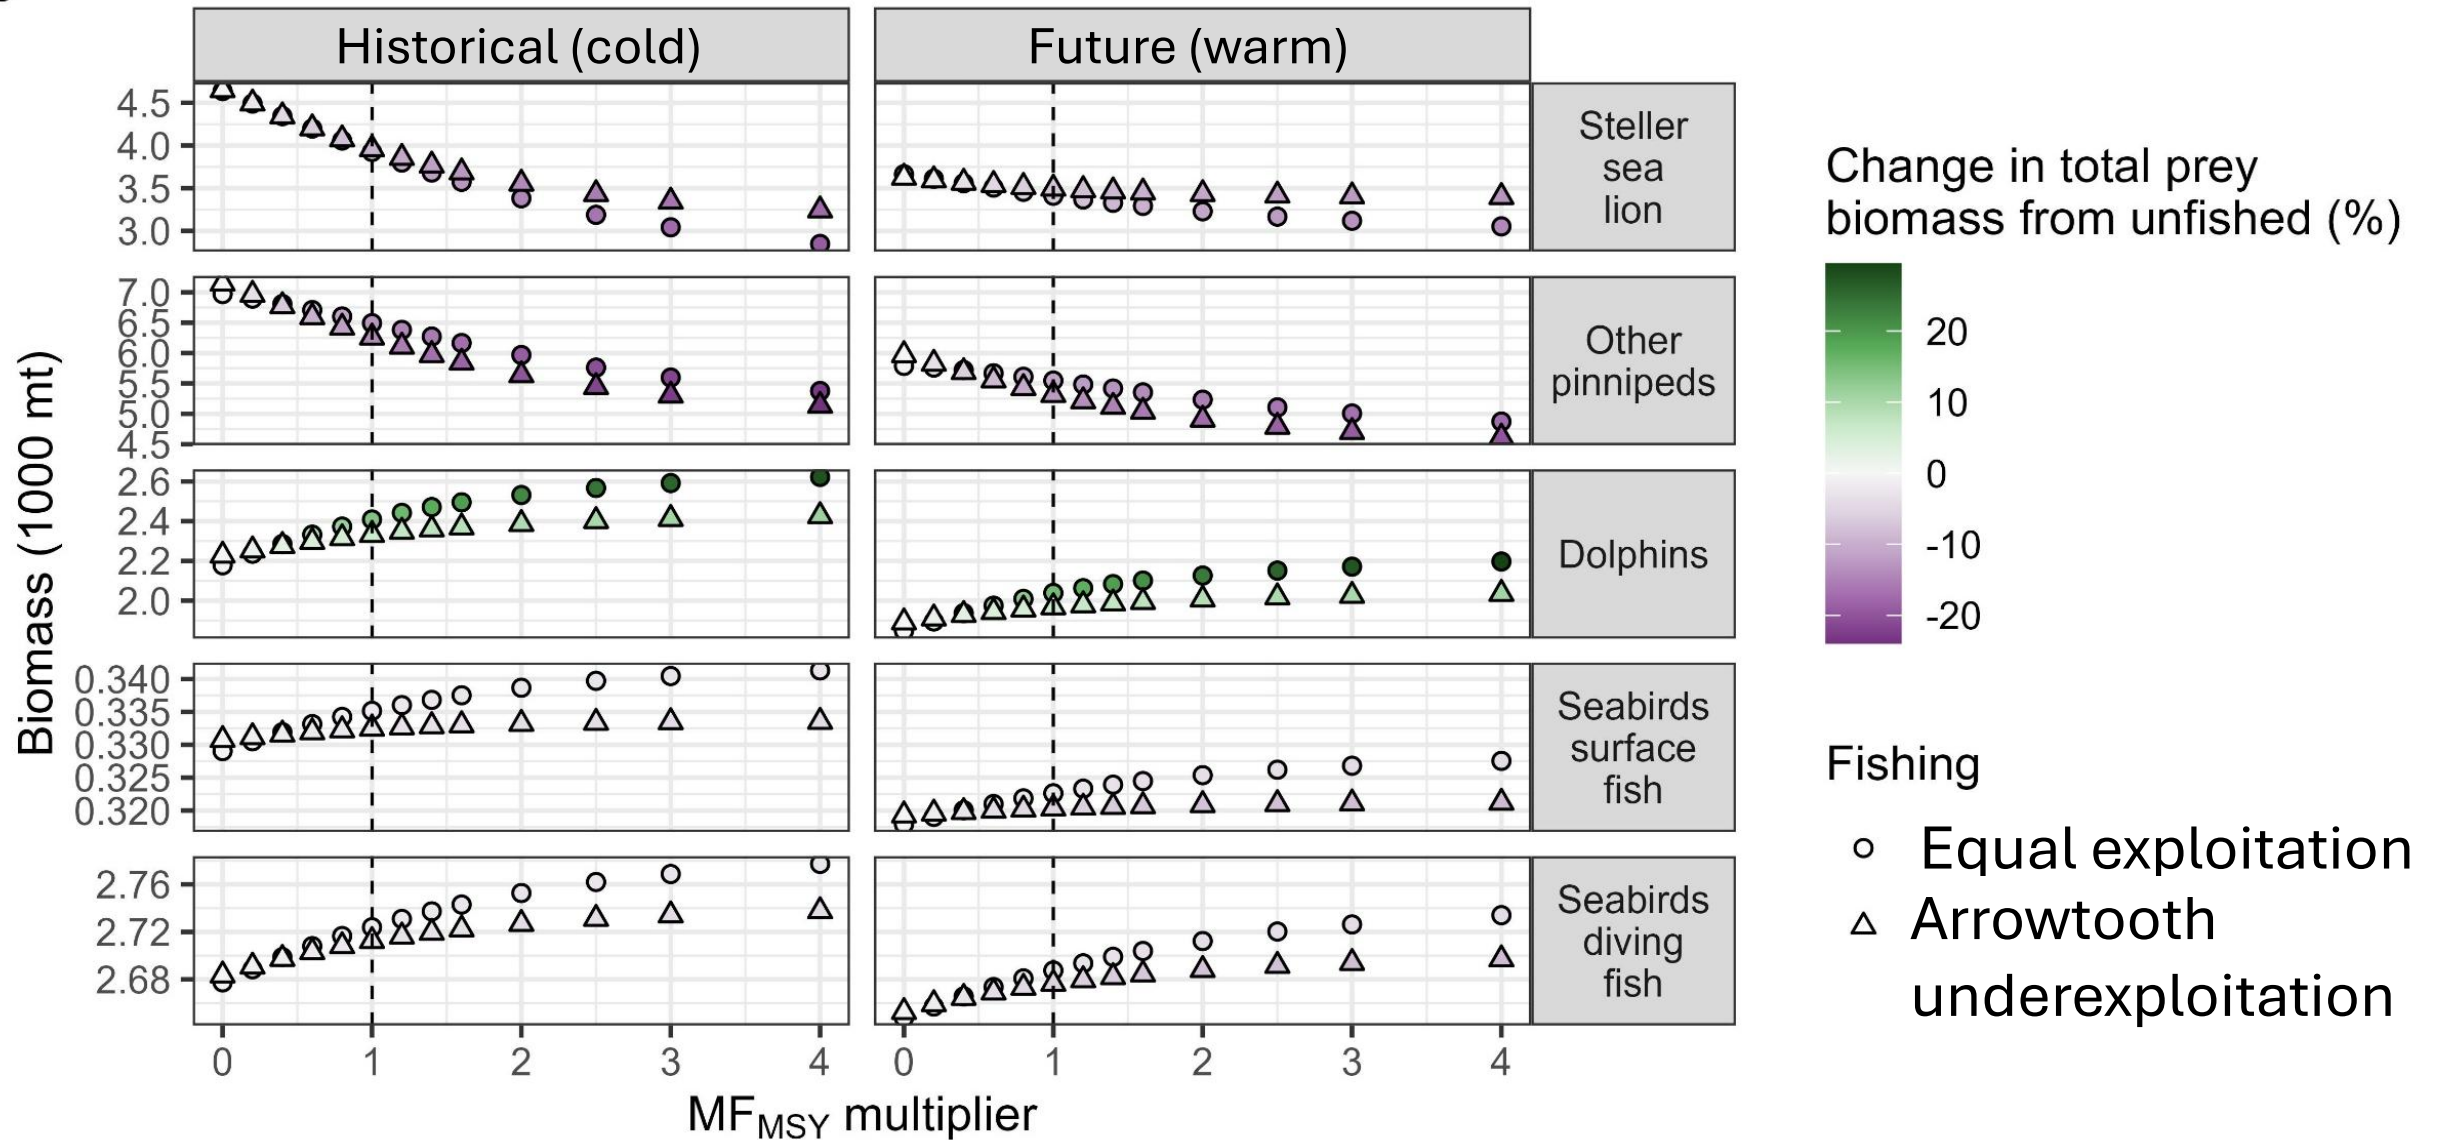 Historical (cold)
Future (warm)
Biomass (1000 mt)
4.5
4.0
3.5
3.0
Steller
sea
lion
7.0
6.5
6.0
5.5
5.0
4.5
Other
pinnipeds
2.6
2.4
2.2
2.0
Dolphins
0.340
0.335
0.330
0.325
0.320
Seabirds
surface
fish
2.76
2.72
2.68
Seabirds
diving
fish
0 1 2 3 4
0 1 2 3 4
MF_MSY multiplier
Change in total prey
biomass from unfished (%)
20
10
0
-10
-20
Fishing
Equal exploitation
Arrowtooth
underexploitation